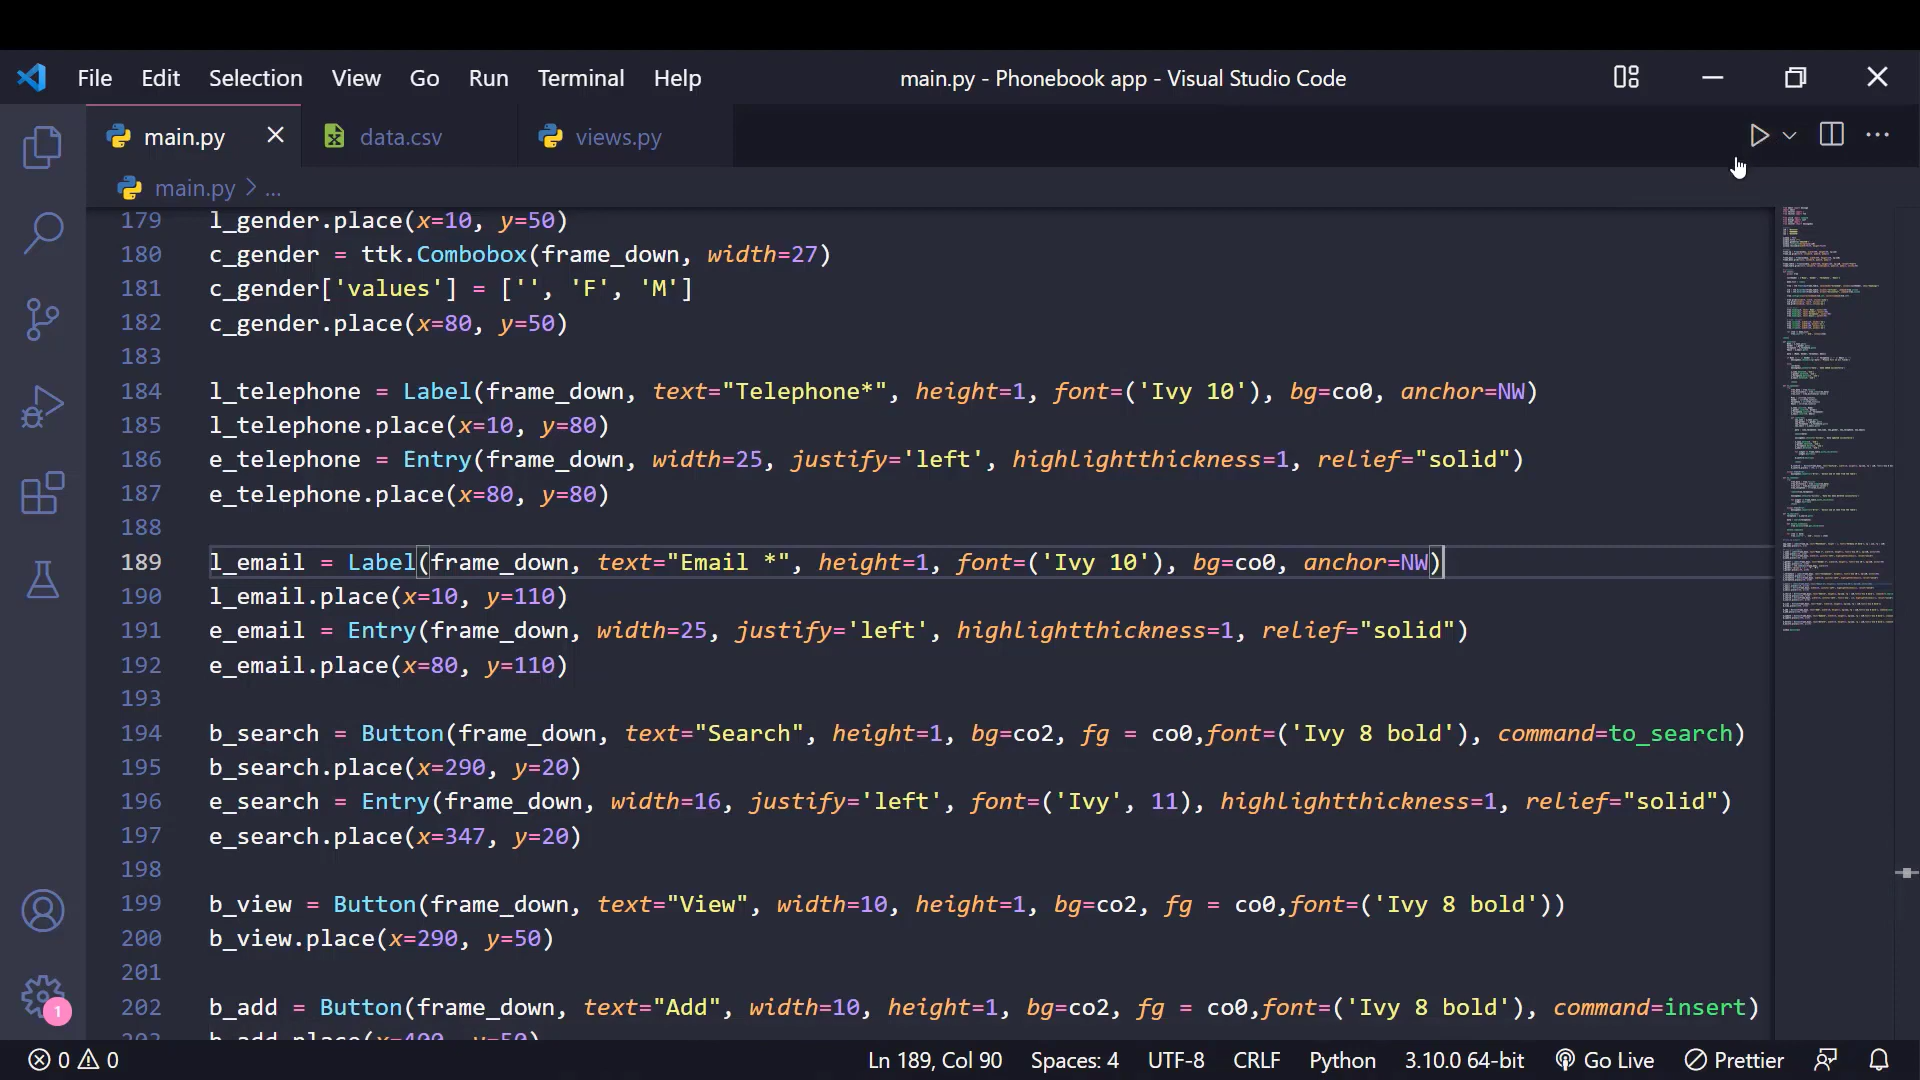 File Edit Selection View Go Run Terminal Help main.py - Phonebook app - Visual Studio Code
main.py data.csv views.py
main.py > ...
179 l_gender.place(x=10, y=50)
180 c_gender = ttk.Combobox(frame_down, width=27)
181 c_gender['values'] = ['', 'F', 'M']
182 c_gender.place(x=80, y=50)
183
184 l_telephone = Label(frame_down, text="Telephone*", height=1, font=('Ivy 10'), bg=co0, anchor=NW)
185 l_telephone.place(x=10, y=80)
186 e_telephone = Entry(frame_down, width=25, justify='left', highlightthickness=1, relief="solid")
187 e_telephone.place(x=80, y=80)
188
189 l_email = Label(frame_down, text="Email *", height=1, font=('Ivy 10'), bg=co0, anchor=NW)
190 l_email.place(x=10, y=110)
191 e_email = Entry(frame_down, width=25, justify='left', highlightthickness=1, relief="solid")
192 e_email.place(x=80, y=110)
193
194 b_search = Button(frame_down, text="Search", height=1, bg=co2, fg = co0,font=('Ivy 8 bold'), command=to_search)
195 b_search.place(x=290, y=20)
196 e_search = Entry(frame_down, width=16, justify='left', font=('Ivy', 11), highlightthickness=1, relief="solid")
197 e_search.place(x=347, y=20)
198
199 b_view = Button(frame_down, text="View", width=10, height=1, bg=co2, fg = co0,font=('Ivy 8 bold'))
200 b_view.place(x=290, y=50)
201
202 b_add = Button(frame_down, text="Add", width=10, height=1, bg=co2, fg = co0,font=('Ivy 8 bold'), command=insert)
203 b_add.place(x=400, y=50)
1
0 0 Ln 189, Col 90 Spaces: 4 UTF-8 CRLF Python 3.10.0 64-bit Go Live Prettier